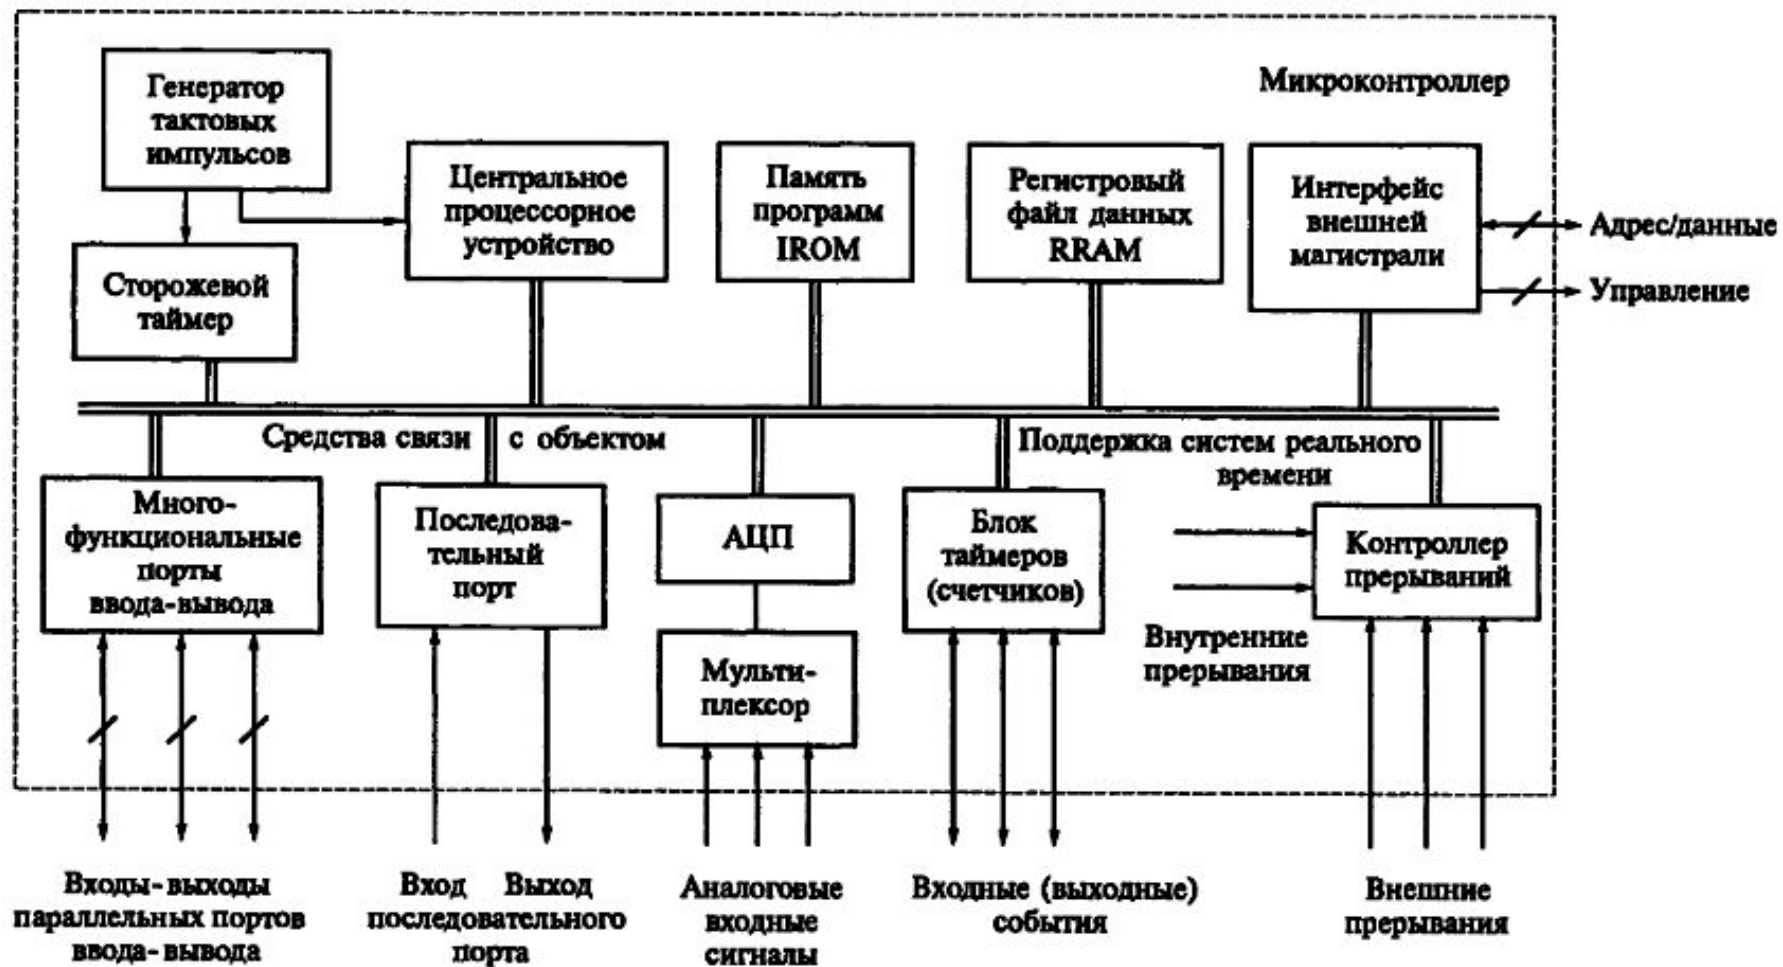 Генератор
тактовых
импульсов
Микроконтроллер
Центральное
процессорное
устройство
Память
программ
IROM
Регистровый
файл данных
RRAM
Интерфейс
внешней
магистрали
Адрес/данные
Управление
Сторожевой
таймер
Средства связи с объектом
Поддержка систем реального
времени
Много-
функциональные
порты
ввода-вывода
Последова-
тельный
порт
АЦП
Мульти-
плексор
Блок
таймеров
(счетчиков)
Контроллер
прерываний
Внутренние
прерывания
Входы-выходы
параллельных портов
ввода-вывода
Вход Выход
последовательного
порта
Аналоговые
входные
сигналы
Входные (выходные)
события
Внешние
прерывания